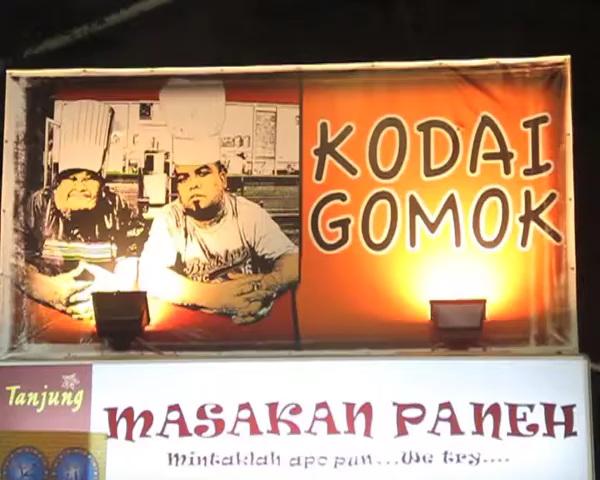 KODAI
GOMOK
Tanjung
MASAKAN PANEH
Mintaklah apo pun...We try....